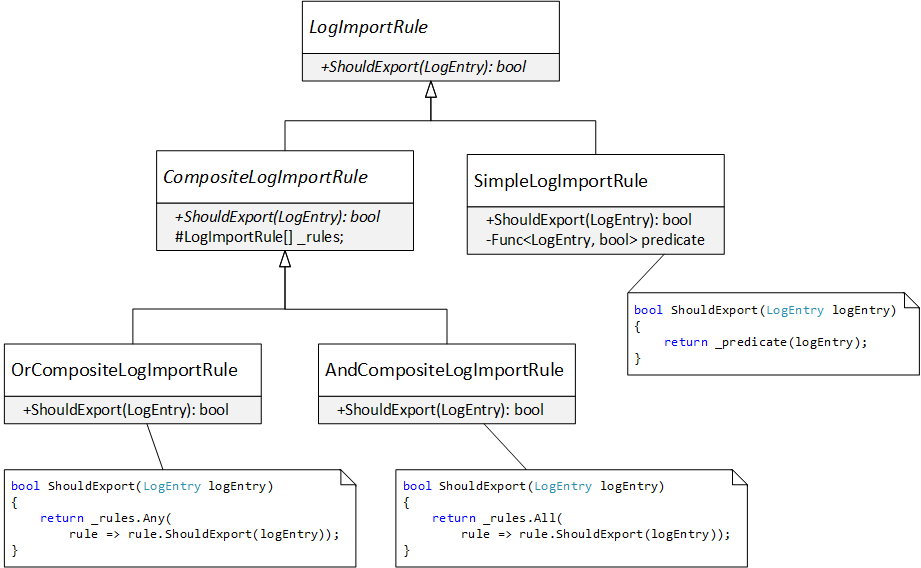 LogImportRule
+ShouldExport(LogEntry): bool
CompositeLogImportRule
+ShouldExport(LogEntry): bool
#LogImportRule[] _rules;
SimpleLogImportRule
+ShouldExport(LogEntry): bool
-Func<LogEntry, bool> predicate
bool ShouldExport(LogEntry logEntry)
{
    return _predicate(logEntry);
}
OrCompositeLogImportRule
+ShouldExport(LogEntry): bool
AndCompositeLogImportRule
+ShouldExport(LogEntry): bool
bool ShouldExport(LogEntry logEntry)
{
    return _rules.Any(
        rule => rule.ShouldExport(logEntry));
}
bool ShouldExport(LogEntry logEntry)
{
    return _rules.All(
        rule => rule.ShouldExport(logEntry));
}